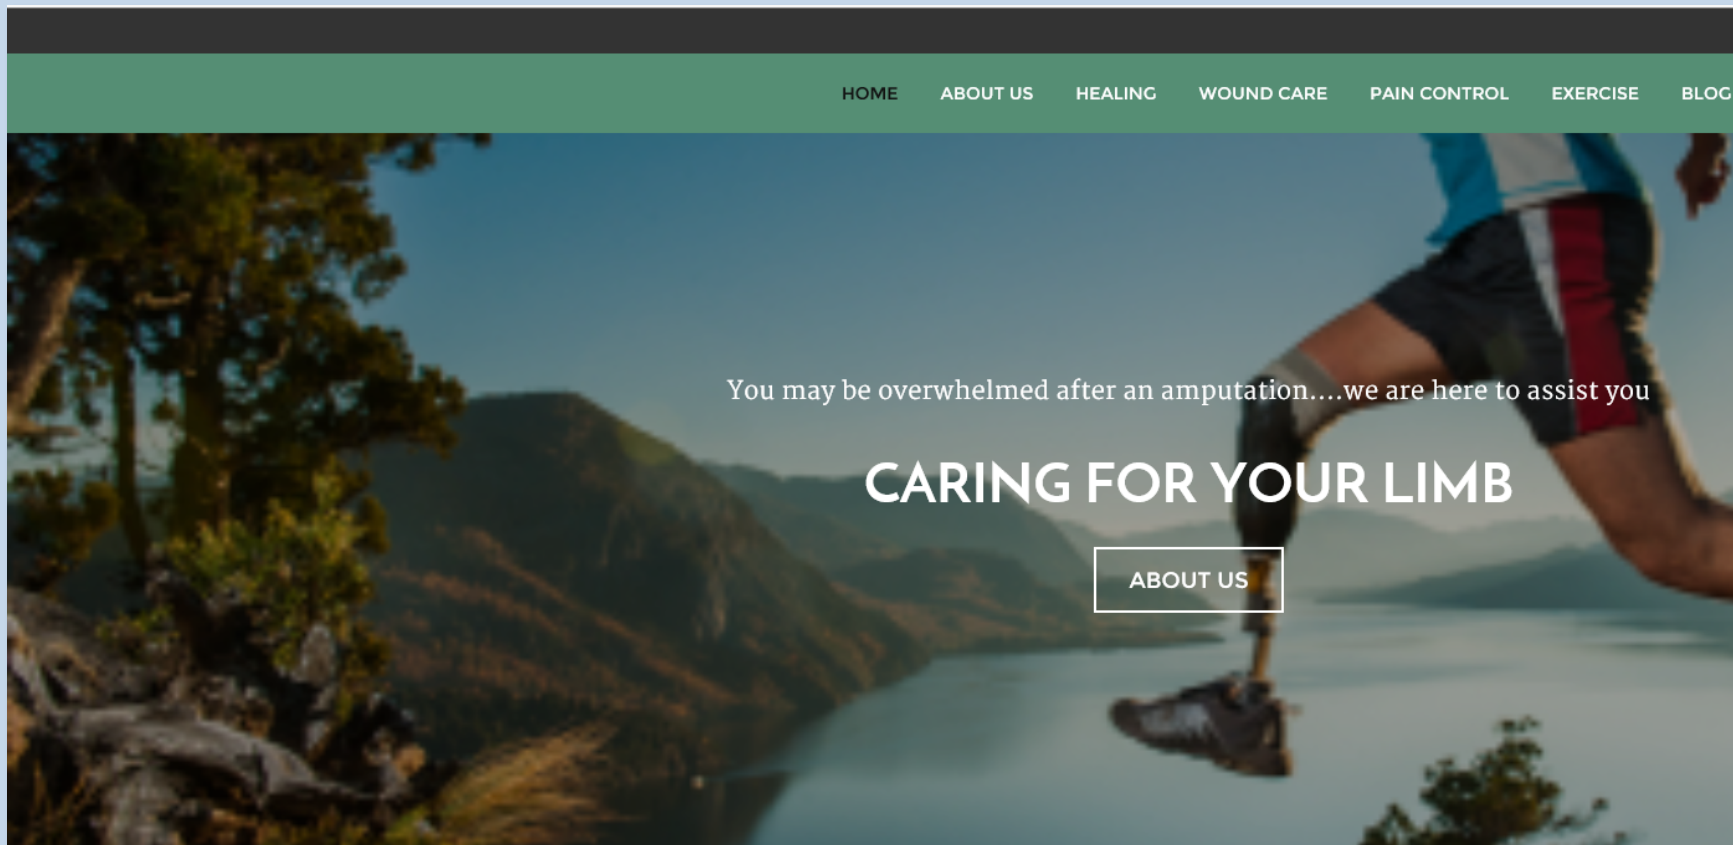 HOME ABOUT US HEALING WOUND CARE PAIN CONTROL EXERCISE BLOG
You may be overwhelmed after an amputation....we are here to assist you
CARING FOR YOUR LIMB
ABOUT US